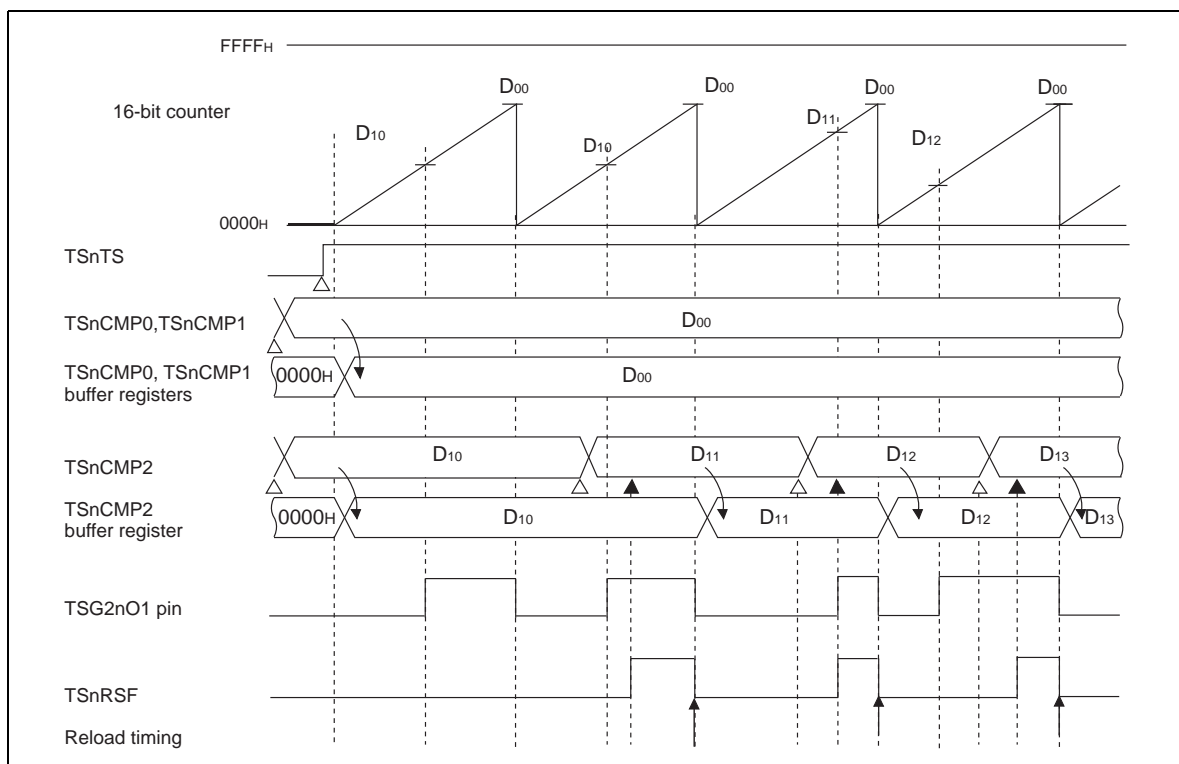 FFFFH
D00 D00 D00 D00
16-bit counter
D10 D11
D10 D12
0000H
TSnTS
TSnCMP0,TSnCMP1 D00
TSnCMP0, TSnCMP1
buffer registers
0000H D00
TSnCMP2 D10 D11 D12 D13
TSnCMP2
buffer register
0000H D10 D11 D12 D13
TSG2nO1 pin
TSnRSF
Reload timing